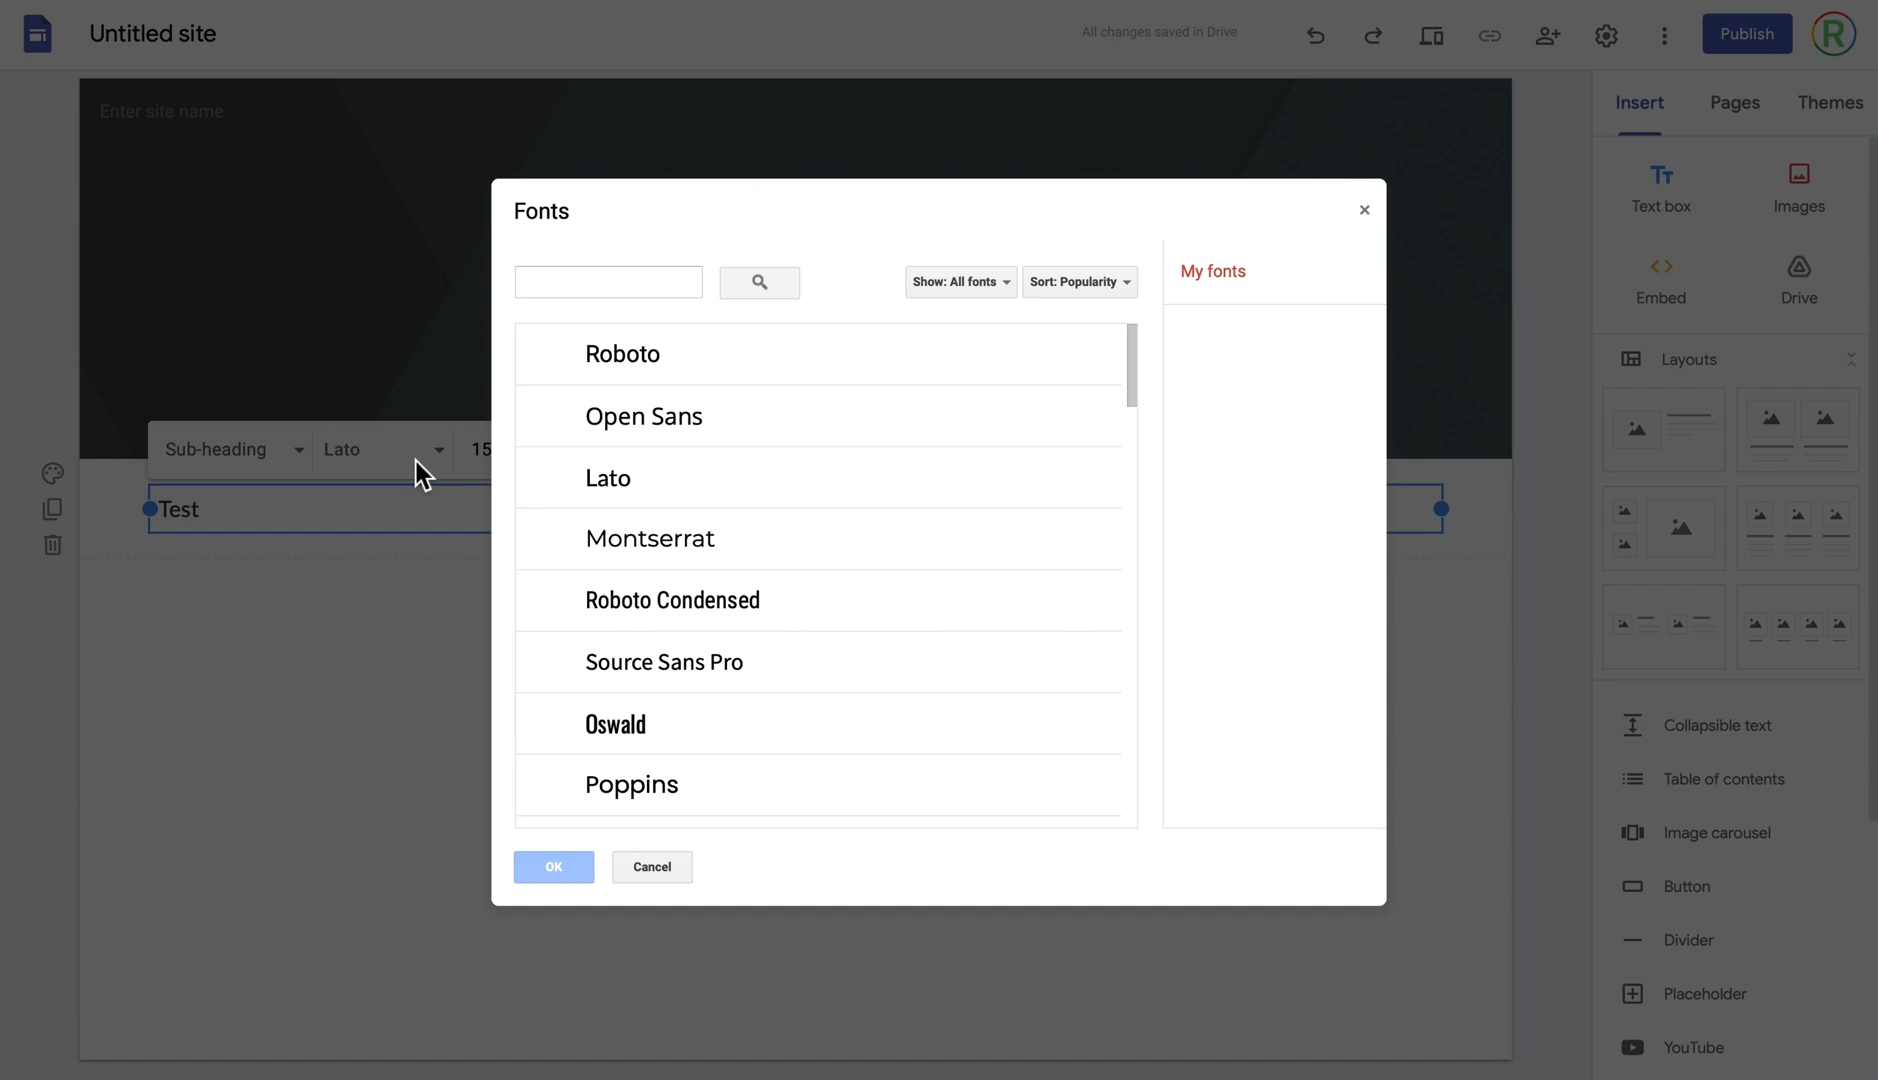 Untitled site
All changes saved in Drive
Publish
R
Enter site name
Insert
Pages
Themes
Text box
Images
Embed
Drive
Layouts
Sub-heading
Lato
15
Test
Fonts
×
Show: All fonts
Sort: Popularity
My fonts
Roboto
Open Sans
Lato
Montserrat
Roboto Condensed
Source Sans Pro
Oswald
Poppins
OK
Cancel
Collapsible text
Table of contents
Image carousel
Button
Divider
Placeholder
YouTube